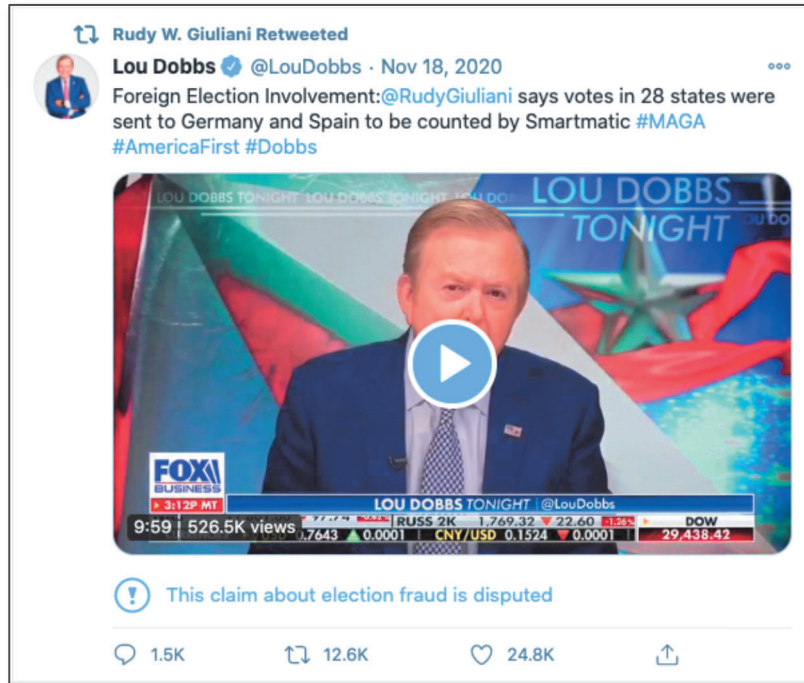 Rudy W. Giuliani Retweeted
Lou Dobbs @LouDobbs · Nov 18, 2020
Foreign Election Involvement:@RudyGiuliani says votes in 28 states were
sent to Germany and Spain to be counted by Smartmatic #MAGA
#AmericaFirst #Dobbs
LOU DOBBS TONIGHT LOU DOBBS TONIGHT LOU DO
LOU DOBBS
TONIGHT
FOX
BUSINESS
3:12P MT
LOU DOBBS TONIGHT @LouDobbs
9:59 526.5K views
RUSS 2K 1,769.32 ▼ 22.60 -1.26%
DOW
0.7643 ▲ 0.0001 CNY/USD 0.1524 ▼ 0.0001
29,438.42
This claim about election fraud is disputed
1.5K 12.6K 24.8K